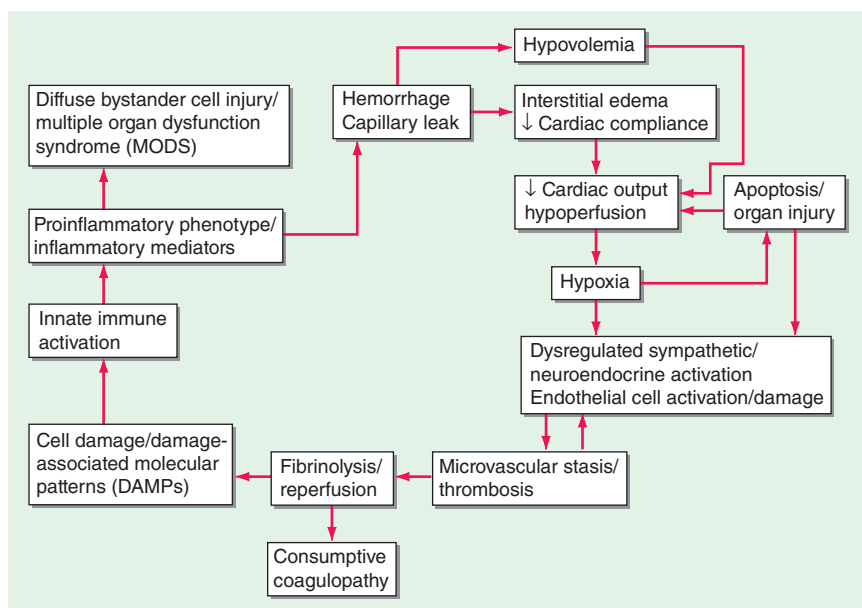 Hypovolemia
Diffuse bystander cell injury/
multiple organ dysfunction
syndrome (MODS)
Hemorrhage
Capillary leak
Interstitial edema
↓ Cardiac compliance
Proinflammatory phenotype/
inflammatory mediators
↓ Cardiac output
hypoperfusion
Apoptosis/
organ injury
Hypoxia
Innate immune
activation
Dysregulated sympathetic/
neuroendocrine activation
Endothelial cell activation/damage
Cell damage/damage-
associated molecular
patterns (DAMPs)
Fibrinolysis/
reperfusion
Microvascular stasis/
thrombosis
Consumptive
coagulopathy